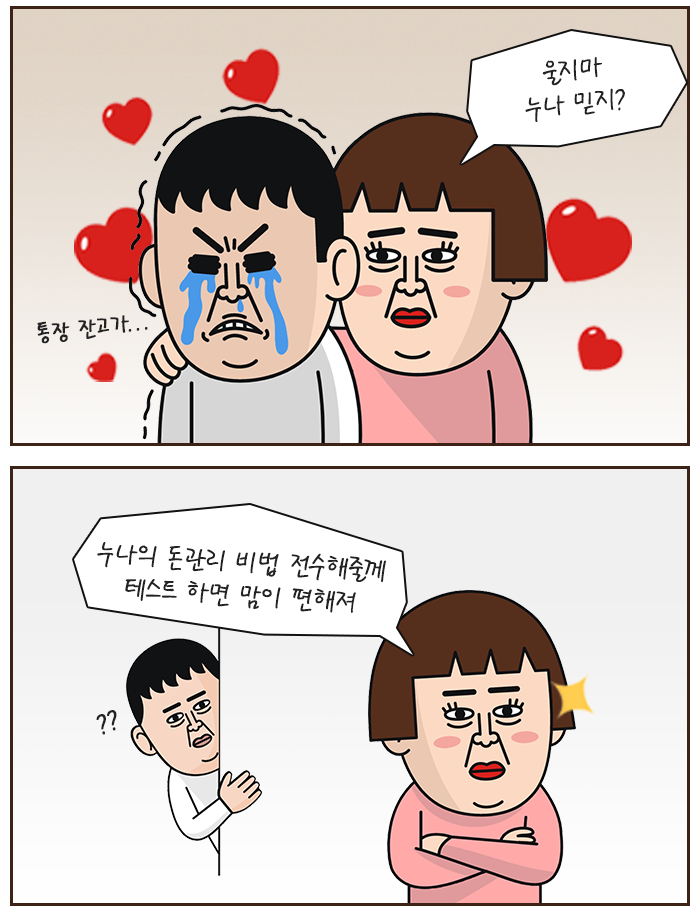 울지마
누나 믿지?
통장 잔고가...
누나의 돈관리 비법 전수해줄게
테스트 하면 맘이 편해져
??